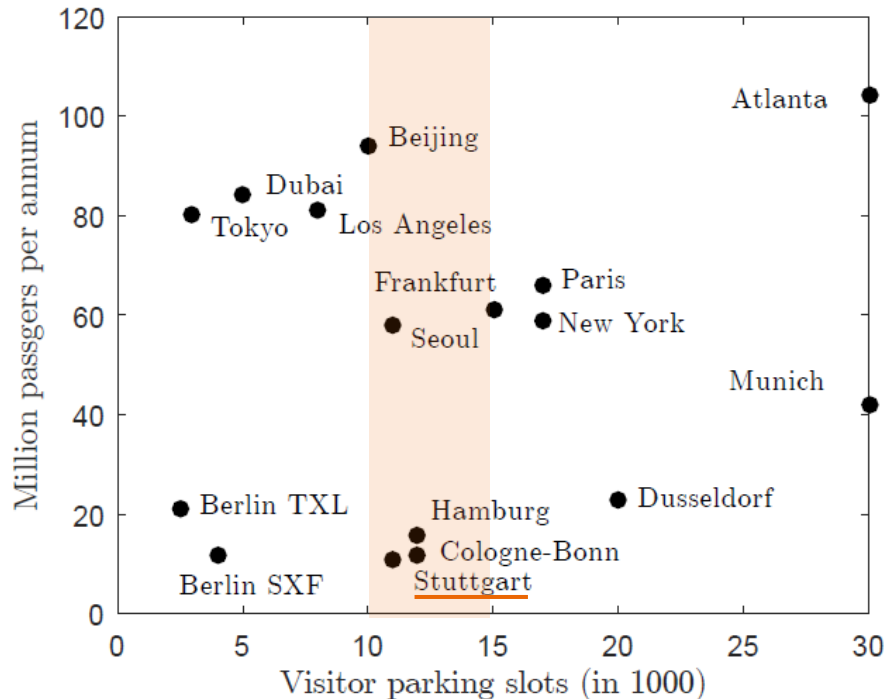 120
100
80
60
40
20
0
Million passgers per annum
Atlanta
Beijing
Dubai
Tokyo
Los Angeles
Frankfurt
Paris
Seoul
New York
Munich
Berlin TXL
Dusseldorf
Hamburg
Cologne-Bonn
Berlin SXF
Stuttgart
0 5 10 15 20 25 30
Visitor parking slots (in 1000)